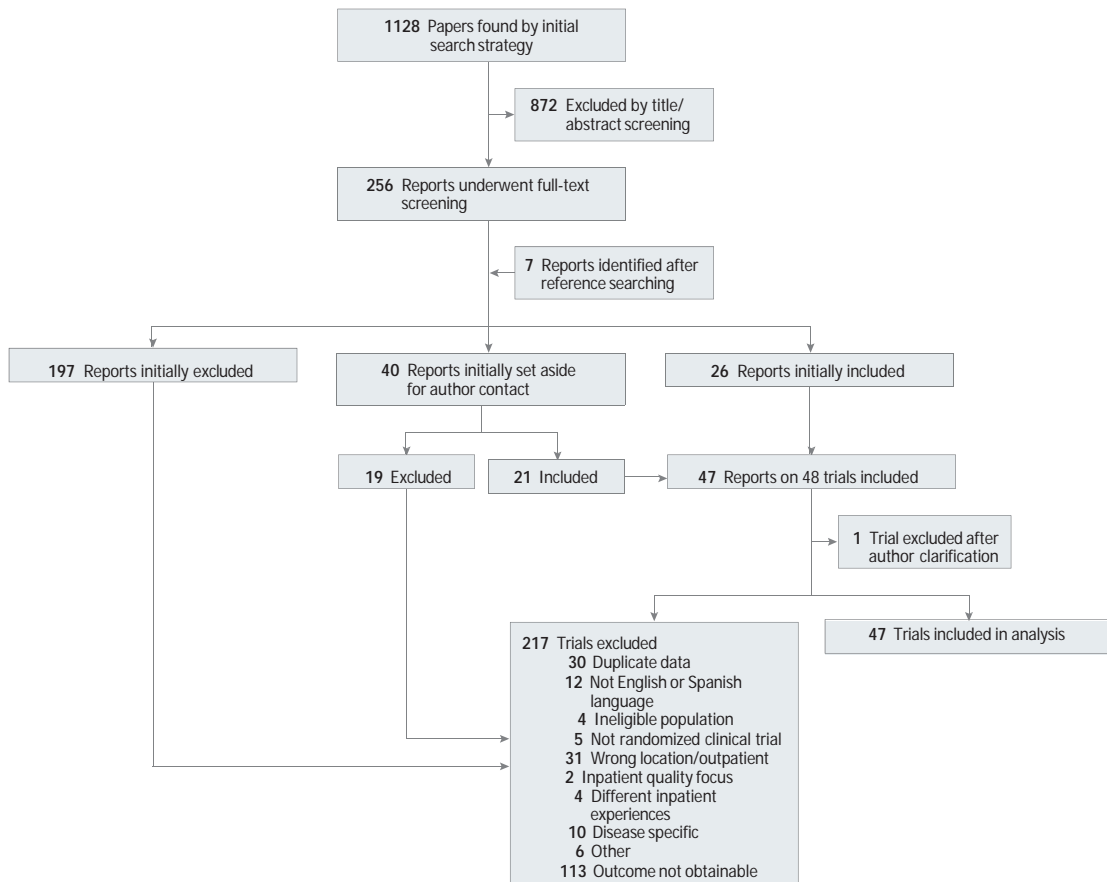 1128 Papers found by initial
search strategy
872 Excluded by title/
abstract screening
256 Reports underwent full-text
screening
7 Reports identified after
reference searching
197 Reports initially excluded
40 Reports initially set aside
for author contact
26 Reports initially included
19 Excluded
21 Included
47 Reports on 48 trials included
1 Trial excluded after
author clarification
217 Trials excluded
30 Duplicate data
12 Not English or Spanish
language
4 Ineligible population
5 Not randomized clinical trial
31 Wrong location/outpatient
2 Inpatient quality focus
4 Different inpatient
experiences
10 Disease specific
6 Other
113 Outcome not obtainable
47 Trials included in analysis